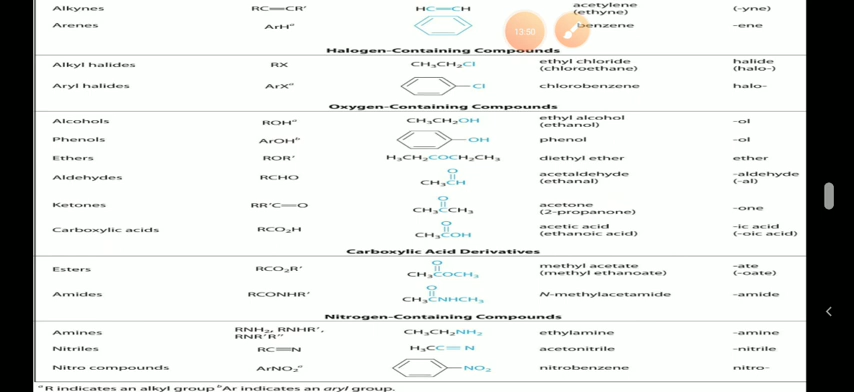 Alkynes RC≡CR′ HC≡CH acetylene (-yne)
(ethyne)
Arenes ArHᵃ benzene -ene
13:50
Halogen-Containing Compounds
Alkyl halides RX CH₃CH₂Cl ethyl chloride halide
(chloroethane) (halo-)
Aryl halides ArXᵃ Cl chlorobenzene halo-
Oxygen-Containing Compounds
Alcohols ROHᵃ CH₃CH₂OH ethyl alcohol -ol
(ethanol)
Phenols ArOHᵇ OH phenol -ol
Ethers ROR′ H₃CH₂COCH₂CH₃ diethyl ether ether
O
Aldehydes RCHO CH₃CH acetaldehyde -aldehyde
(ethanal) (-al)
O
Ketones RR′C=O CH₃CCH₃ acetone -one
(2-propanone)
O
Carboxylic acids RCO₂H CH₃COH acetic acid -ic acid
(ethanoic acid) (-oic acid)
Carboxylic Acid Derivatives
O
Esters RCO₂R′ CH₃COCH₃ methyl acetate -ate
(methyl ethanoate) (-oate)
O
Amides RCONHR′ CH₃CNHCH₃ N-methylacetamide -amide
Nitrogen-Containing Compounds
Amines RNH₂, RNHR′, CH₃CH₂NH₂ ethylamine -amine
RNR′R″
Nitriles RC≡N H₃CC≡N acetonitrile -nitrile
Nitro compounds ArNO₂ᵃ NO₂ nitrobenzene nitro-
ᵃR indicates an alkyl group ᵇAr indicates an aryl group.